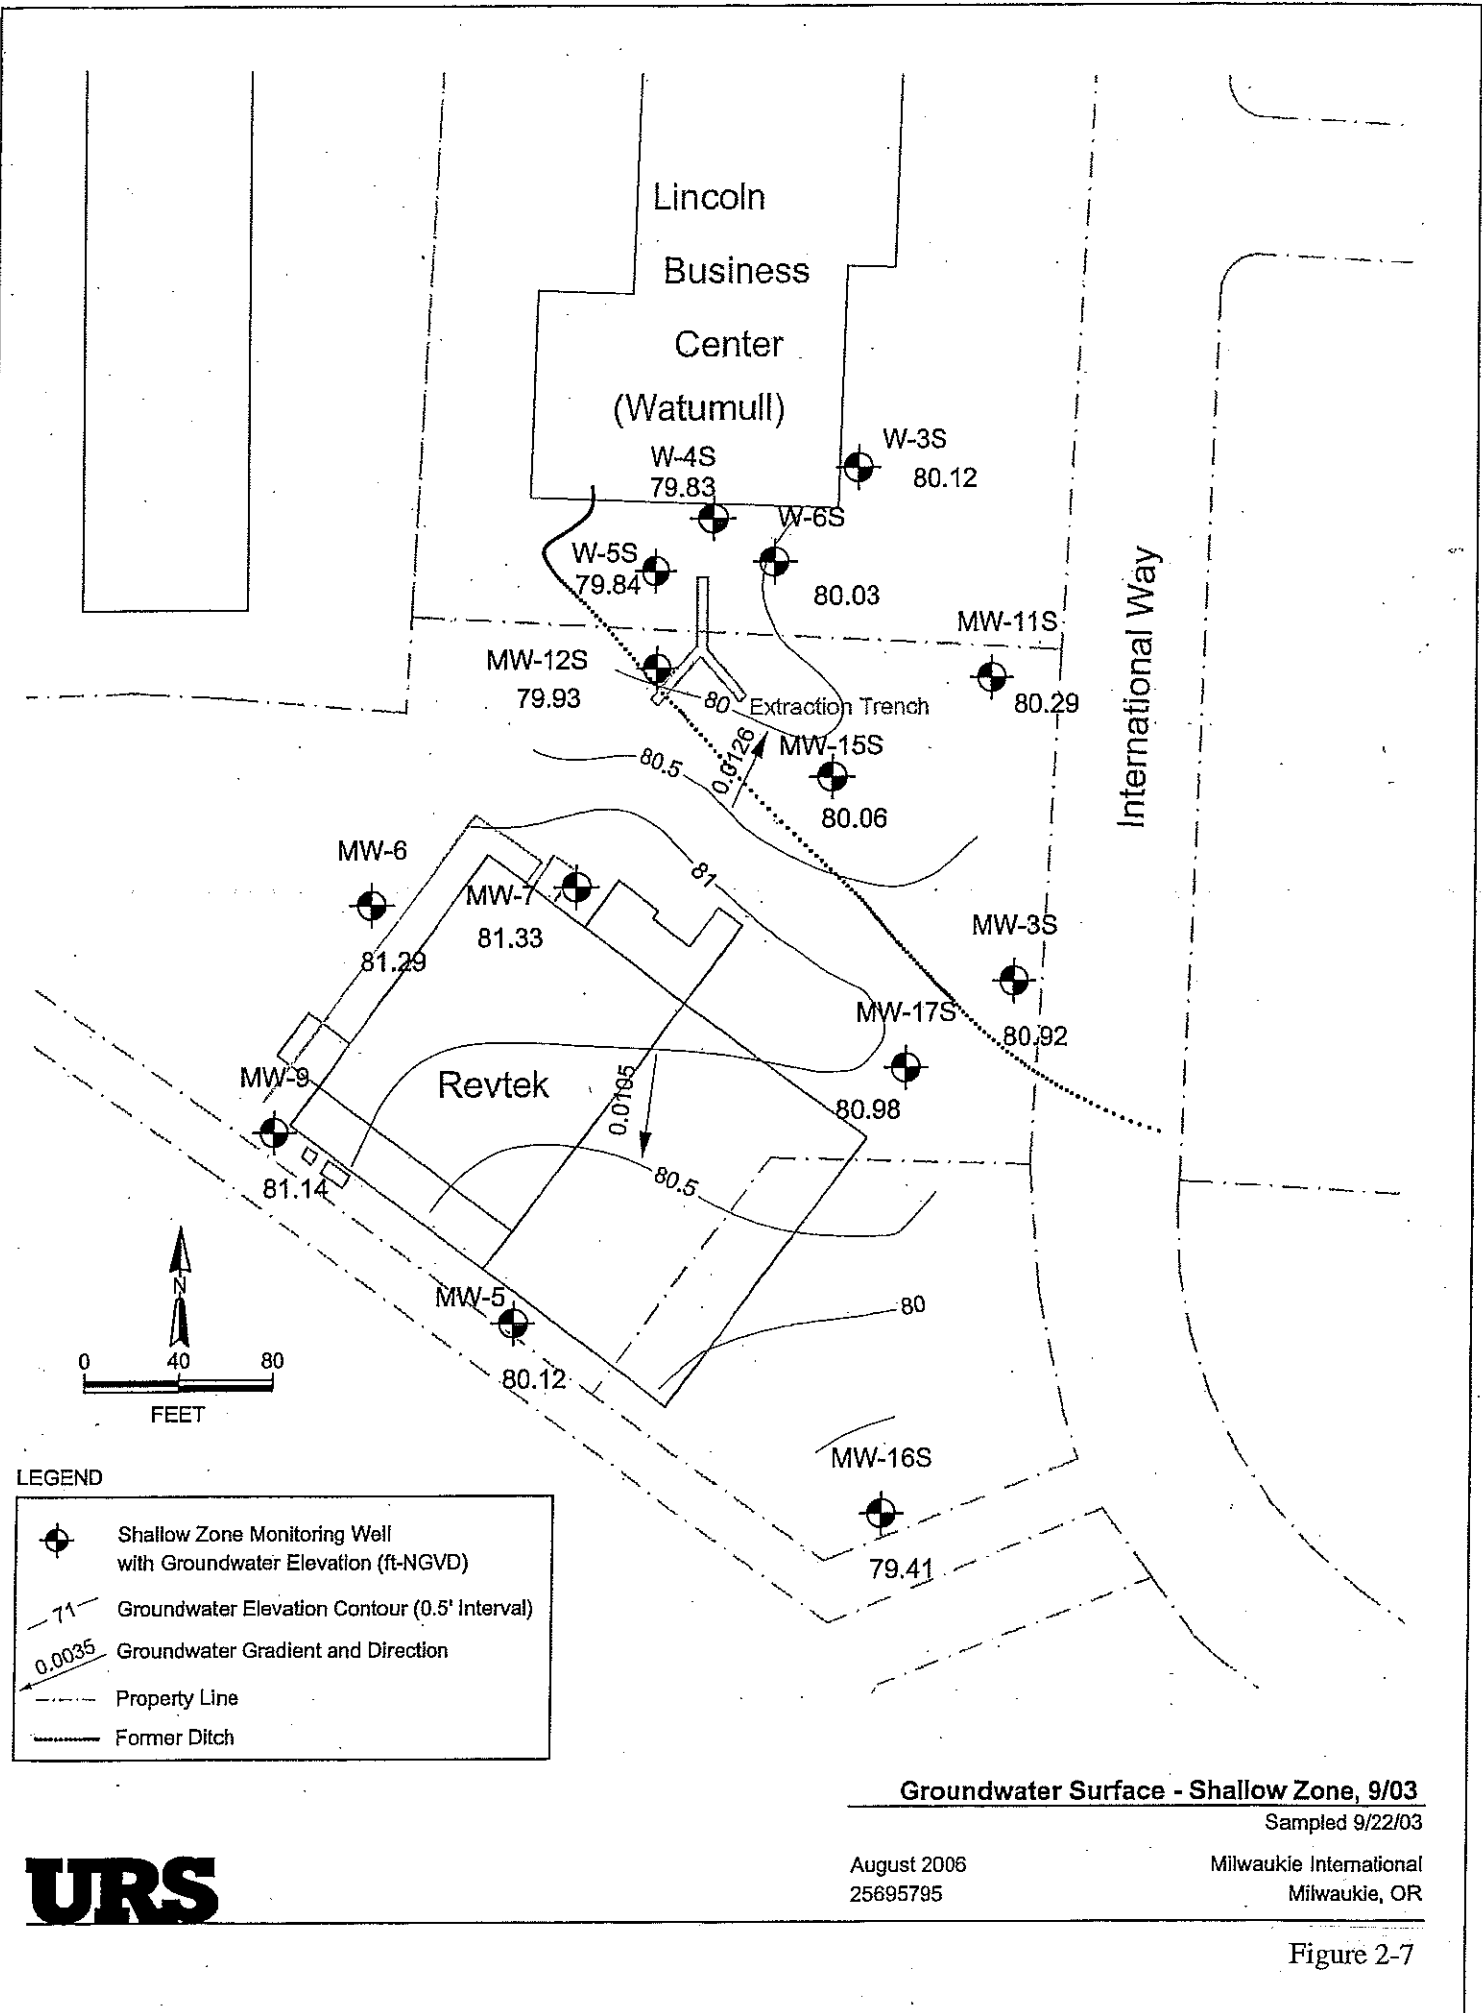 Lincoln
Business
Center
(Watumull)
W-3S
80.12
W-4S
79.83
W-6S
80.03
W-5S
79.84
MW-11S
80.29
International Way
MW-12S
79.93
80
Extraction Trench
0.0126
MW-15S
80.06
80.5
81
MW-6
81.29
MW-7
81.33
MW-3S
80.92
MW-17S
80.98
Revtek
0.0105
MW-9
81.14
80.5
80
MW-5
80.12
N
0 40 80
FEET
MW-16S
79.41
LEGEND
Shallow Zone Monitoring Well
with Groundwater Elevation (ft-NGVD)
71 Groundwater Elevation Contour (0.5' Interval)
0.0035 Groundwater Gradient and Direction
Property Line
Former Ditch
Groundwater Surface - Shallow Zone, 9/03
Sampled 9/22/03
August 2006 Milwaukie International
25695795 Milwaukie, OR
URS
Figure 2-7